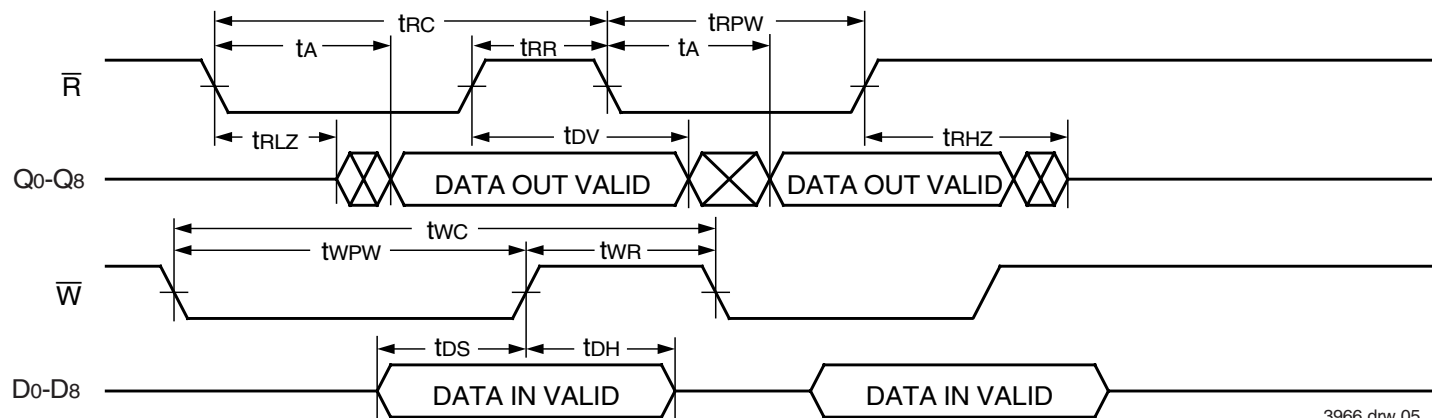 tRC
tRPW
tA
tRR
tA
R
tRLZ
tDV
tRHZ
Q0-Q8
DATA OUT VALID
DATA OUT VALID
tWC
tWPW
tWR
W
tDS
tDH
D0-D8
DATA IN VALID
DATA IN VALID
3966 drw 05